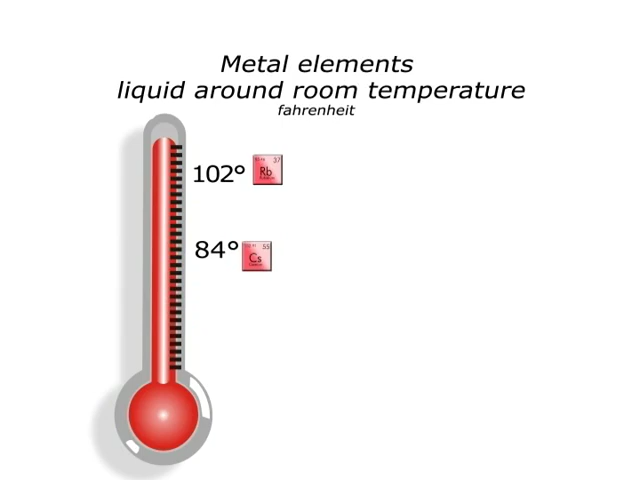 Metal elements
liquid around room temperature
fahrenheit
102°
37
Rb
84°
55
Cs